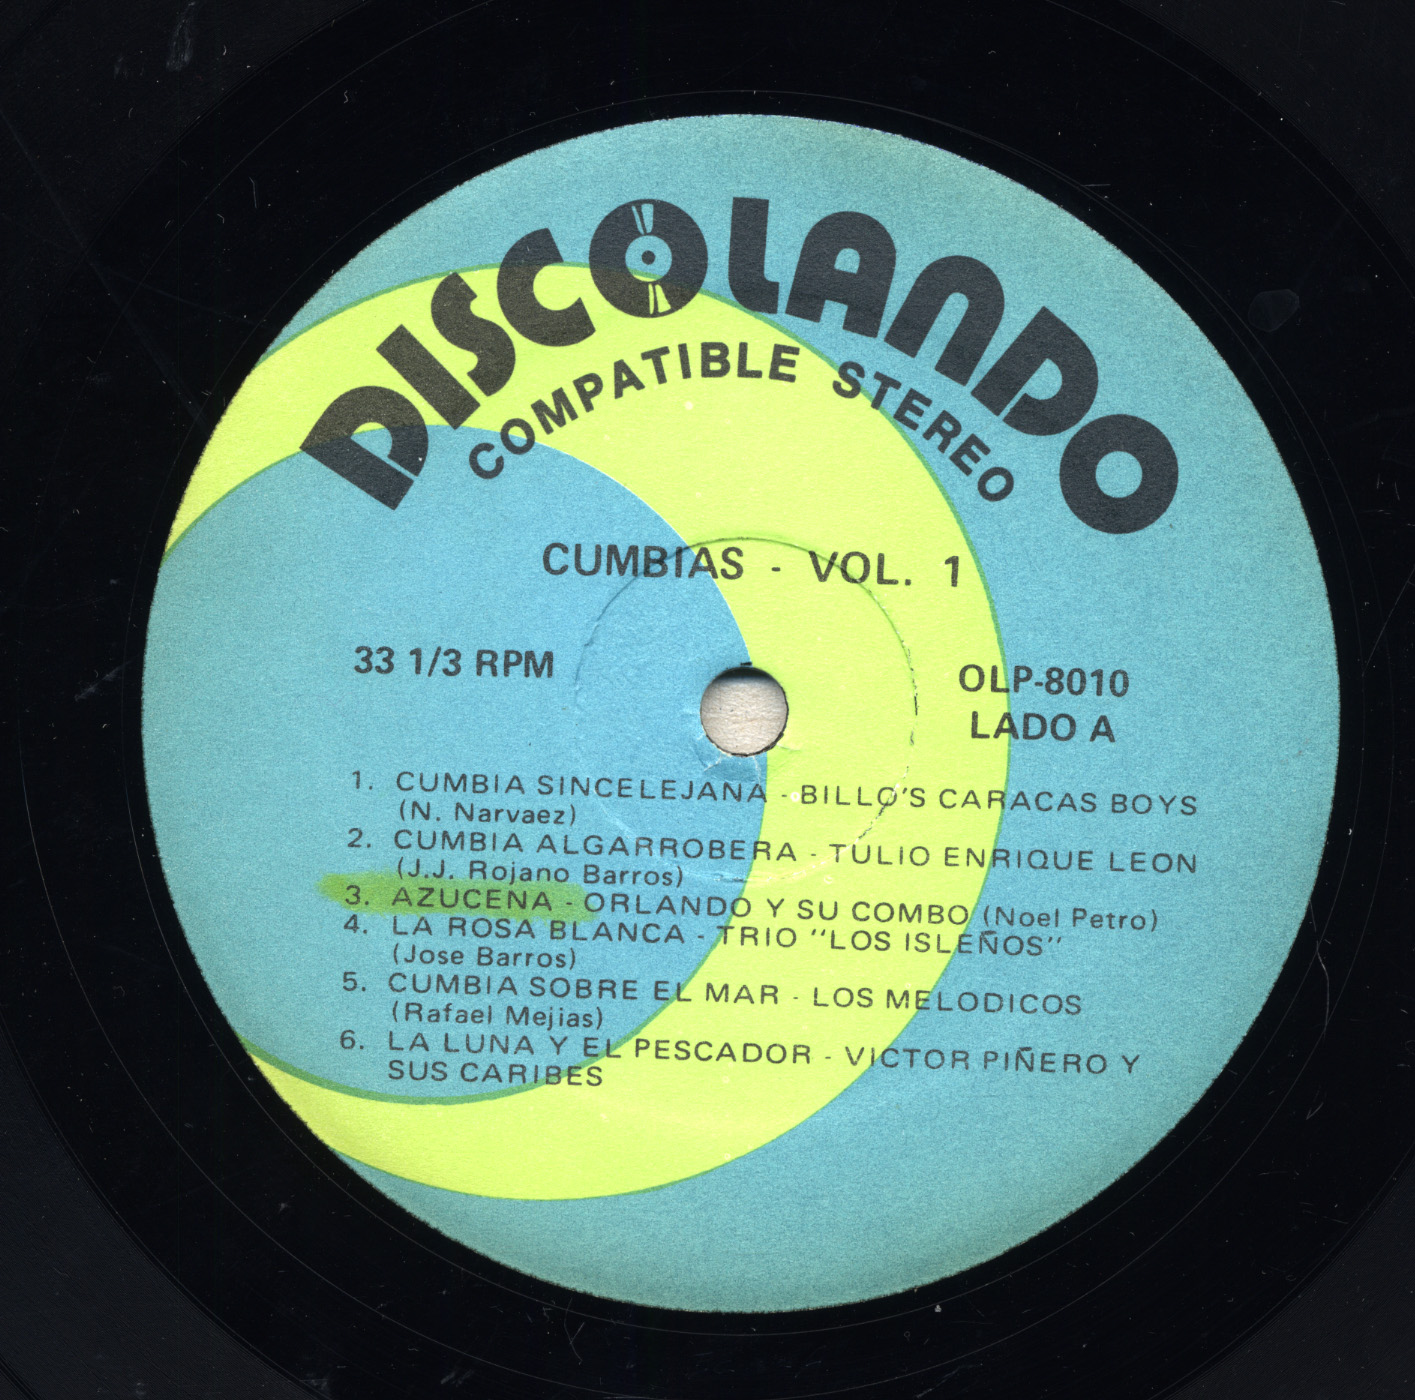 DISCOLANDO
COMPATIBLE STEREO
CUMBIAS - VOL. 1
33 1/3 RPM
OLP-8010
LADO A
1. CUMBIA SINCELEJANA - BILLO'S CARACAS BOYS
(N. Narvaez)
2. CUMBIA ALGARROBERA - TULIO ENRIQUE LEON
(J.J. Rojano Barros)
3. AZUCENA - ORLANDO Y SU COMBO (Noel Petro)
4. LA ROSA BLANCA - TRIO "LOS ISLEÑOS"
(Jose Barros)
5. CUMBIA SOBRE EL MAR - LOS MELODICOS
(Rafael Mejias)
6. LA LUNA Y EL PESCADOR - VICTOR PIÑERO Y
SUS CARIBES